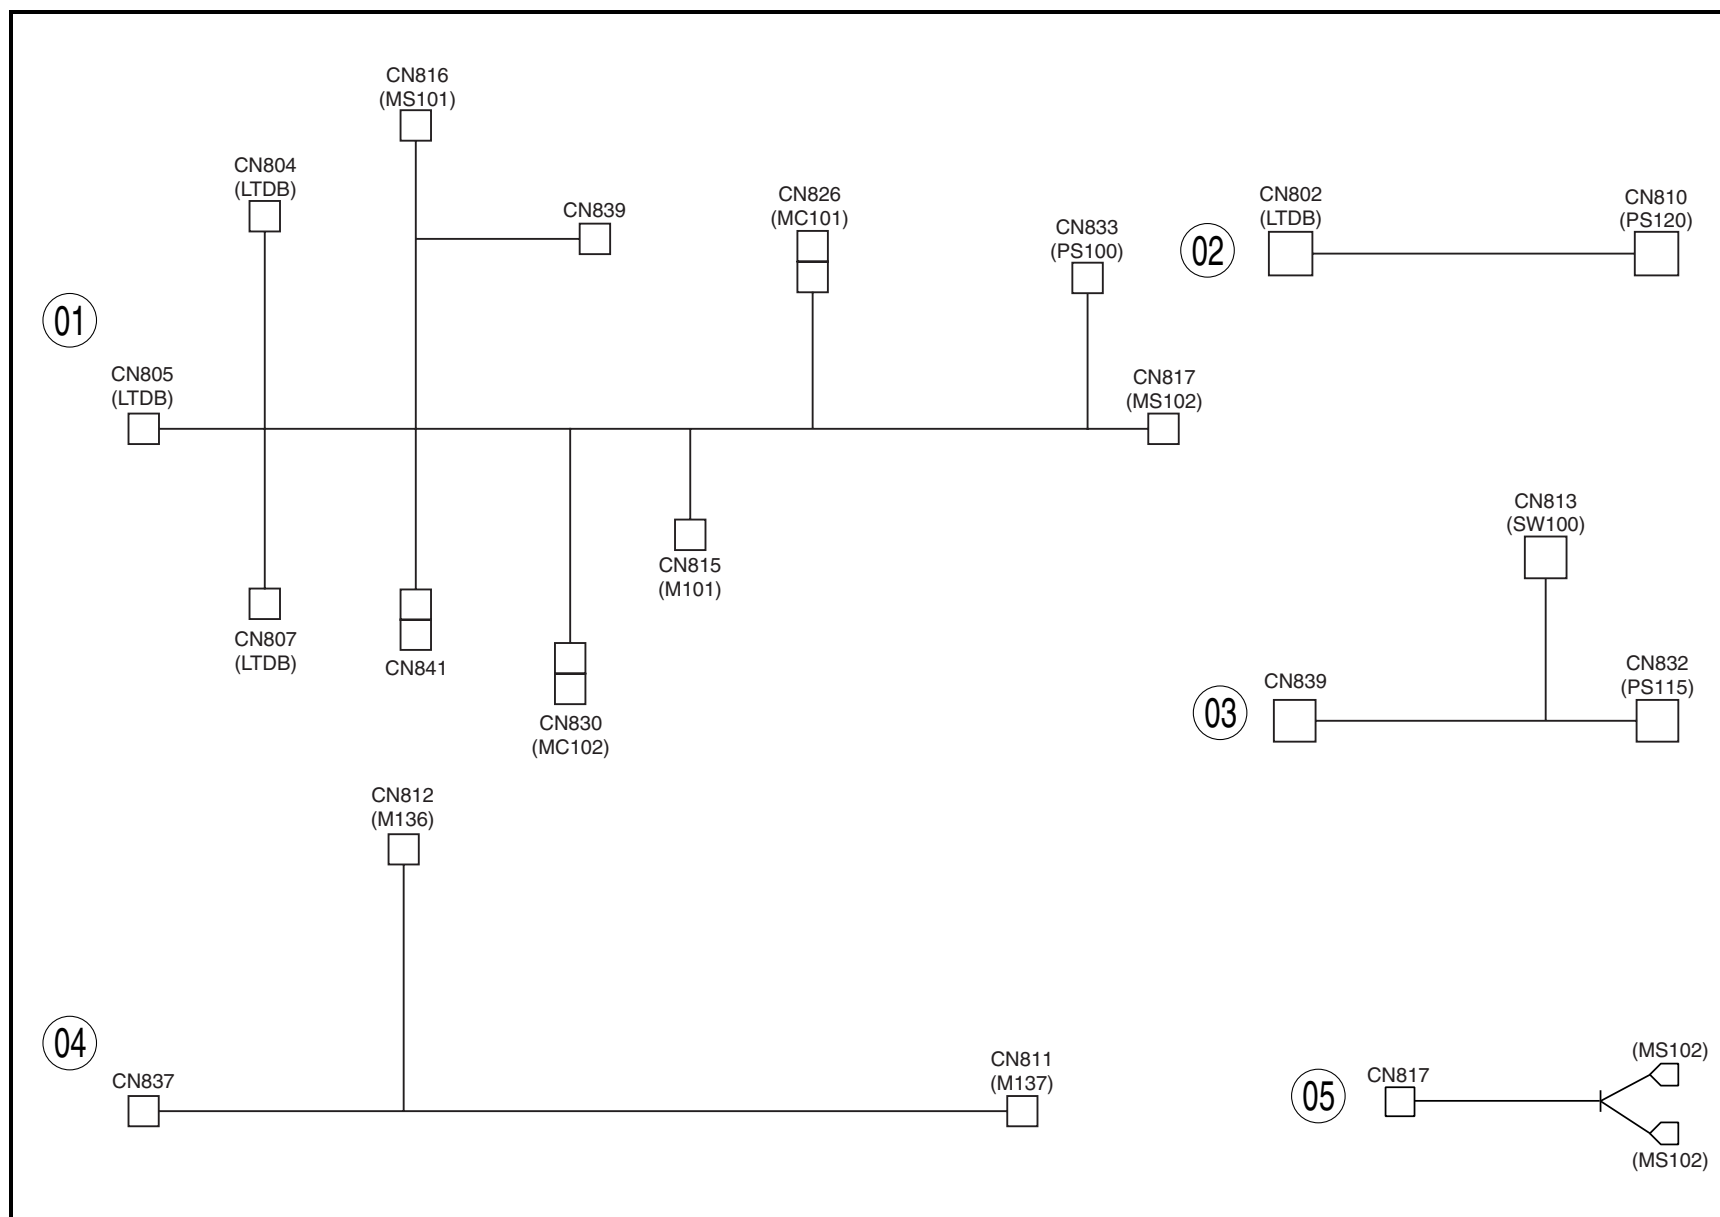 CN816
(MS101)
CN804
(LTDB)
CN839
CN826
(MC101)
CN833
(PS100)
01
CN805
(LTDB)
CN817
(MS102)
CN815
(M101)
CN807
(LTDB)
CN841
CN830
(MC102)
02
CN802
(LTDB)
CN810
(PS120)
CN813
(SW100)
03
CN839
CN832
(PS115)
CN812
(M136)
04
CN837
CN811
(M137)
05
CN817
(MS102)
(MS102)